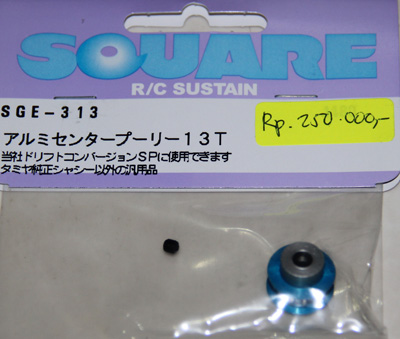 SQUARE
R/C SUSTAIN
SGE-313
Rp. 250.000,-
アルミセンタープーリー13T
当社ドリフトコンバージョンSPに使用できます
タミヤ純正シャシー以外の汎用品